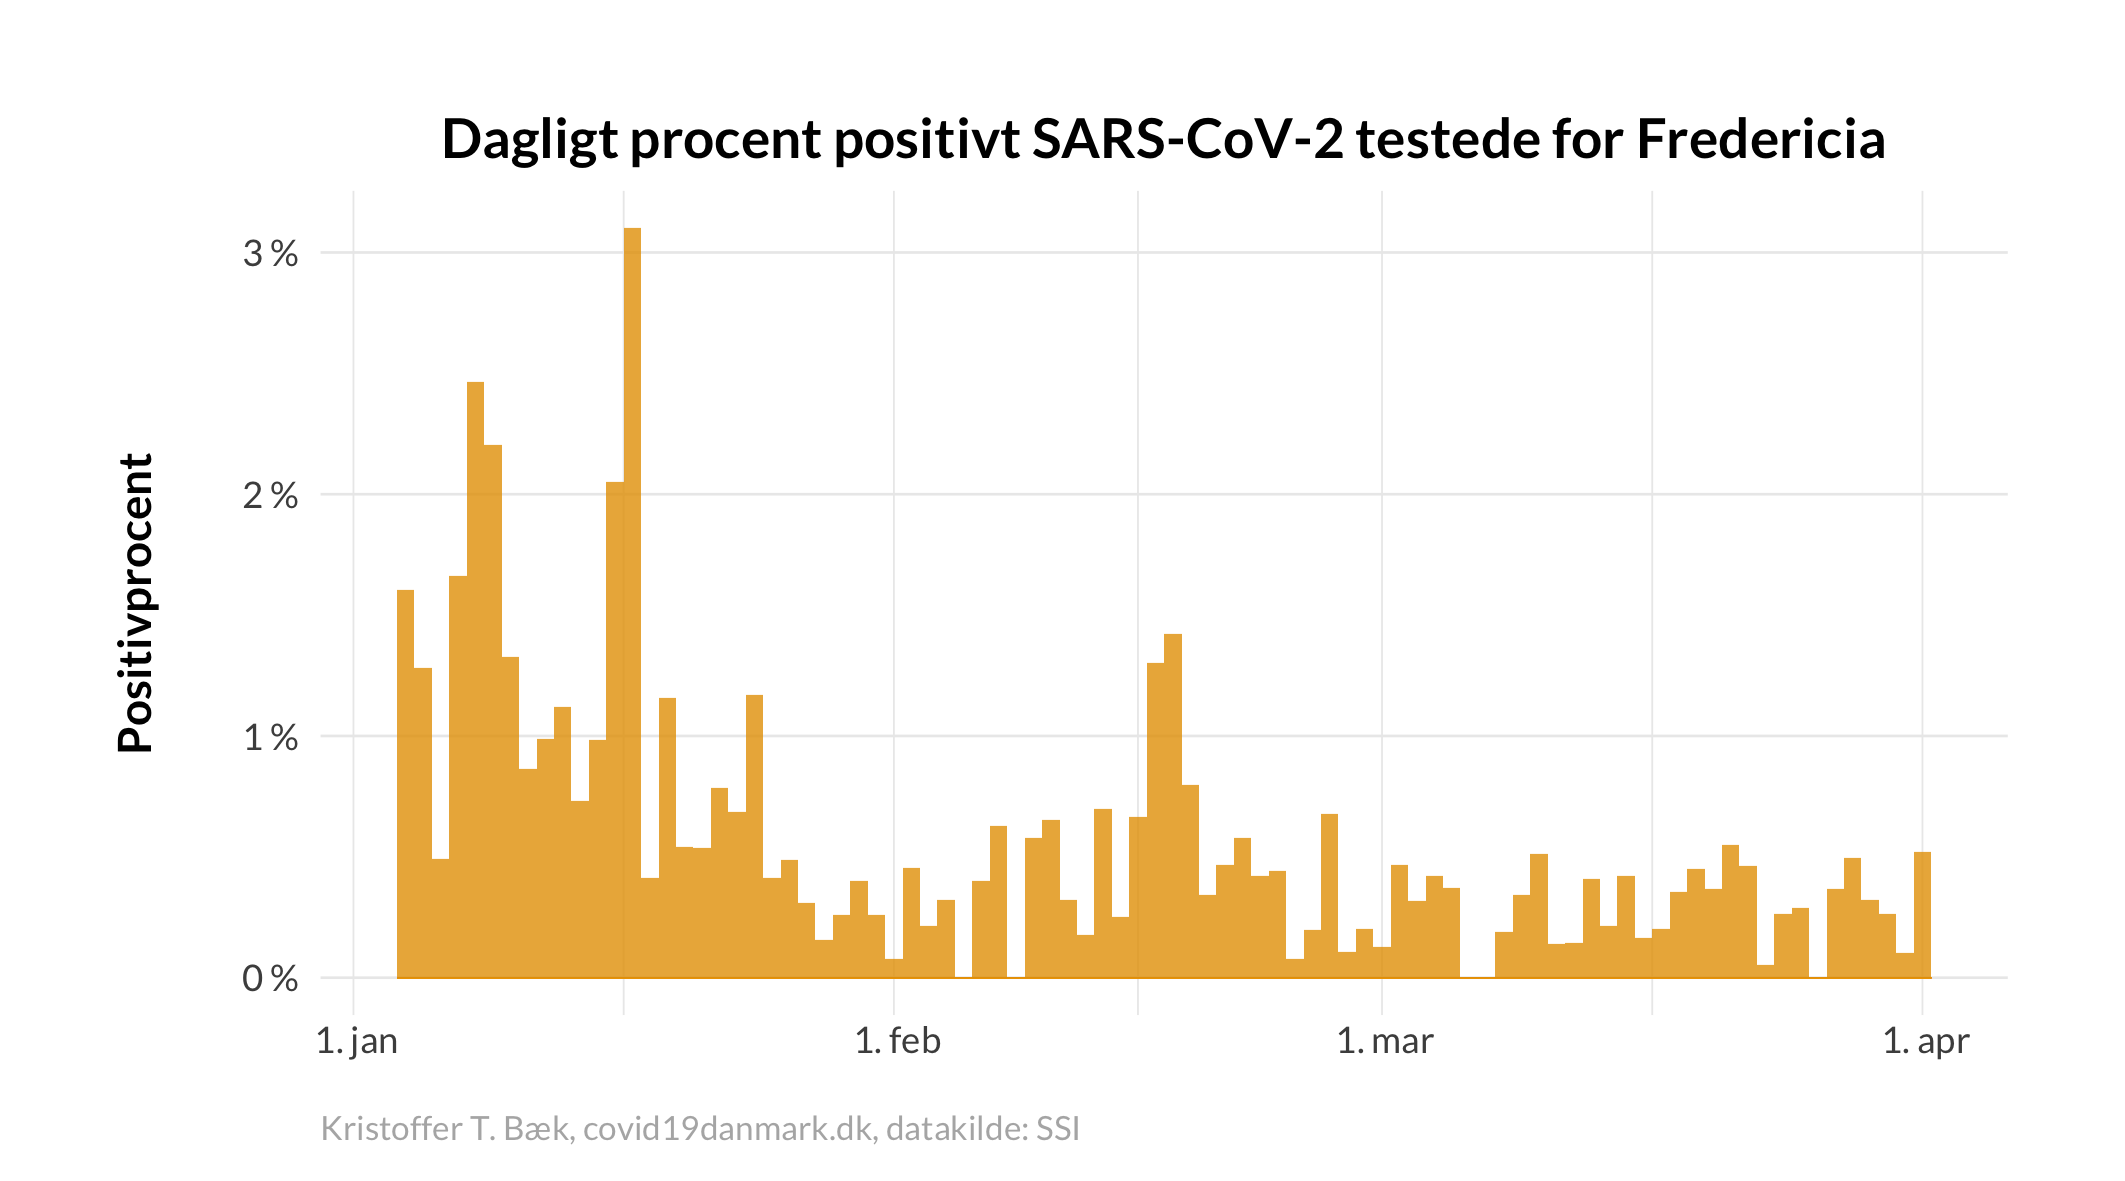 Dagligt procent positivt SARS-CoV-2 testede for Fredericia
Positivprocent
3 %
2 %
1 %
0 %
1. jan
1. feb
1. mar
1. apr
Kristoffer T. Bæk, covid19danmark.dk, datakilde: SSI